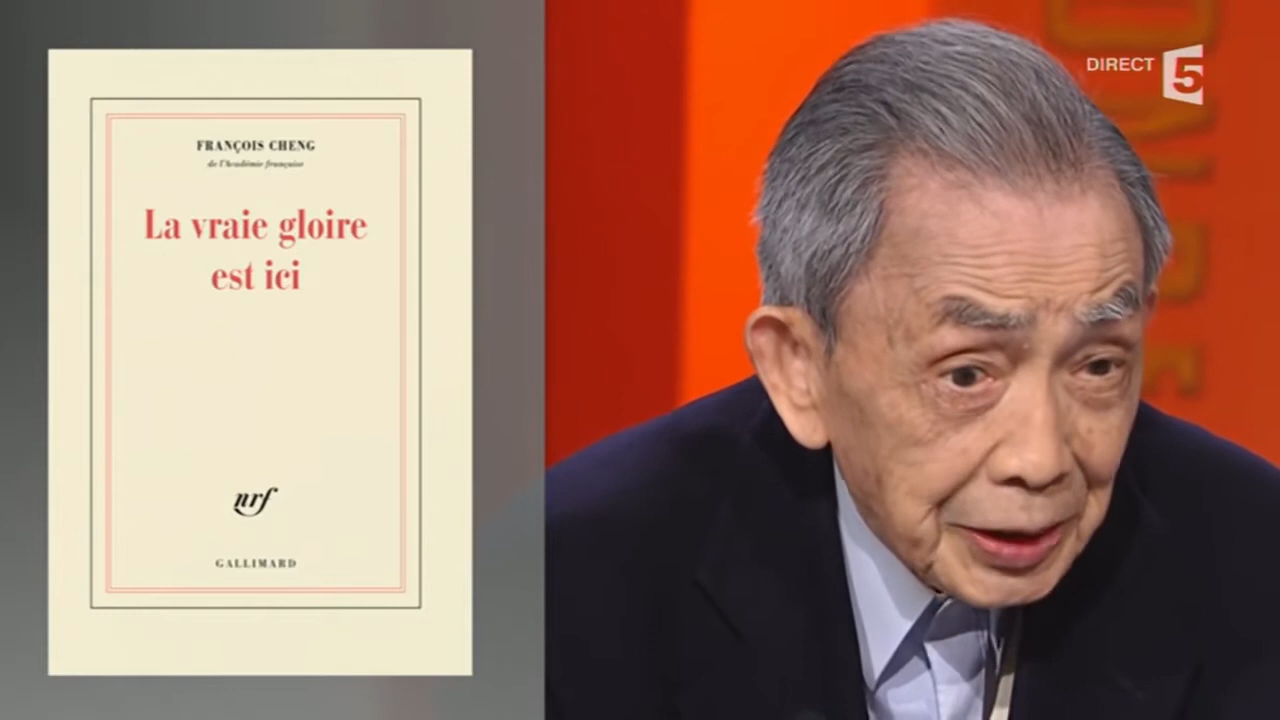 FRANÇOIS CHENG
de l'Académie française
La vraie gloire
est ici
nrf
GALLIMARD
DIRECT 5